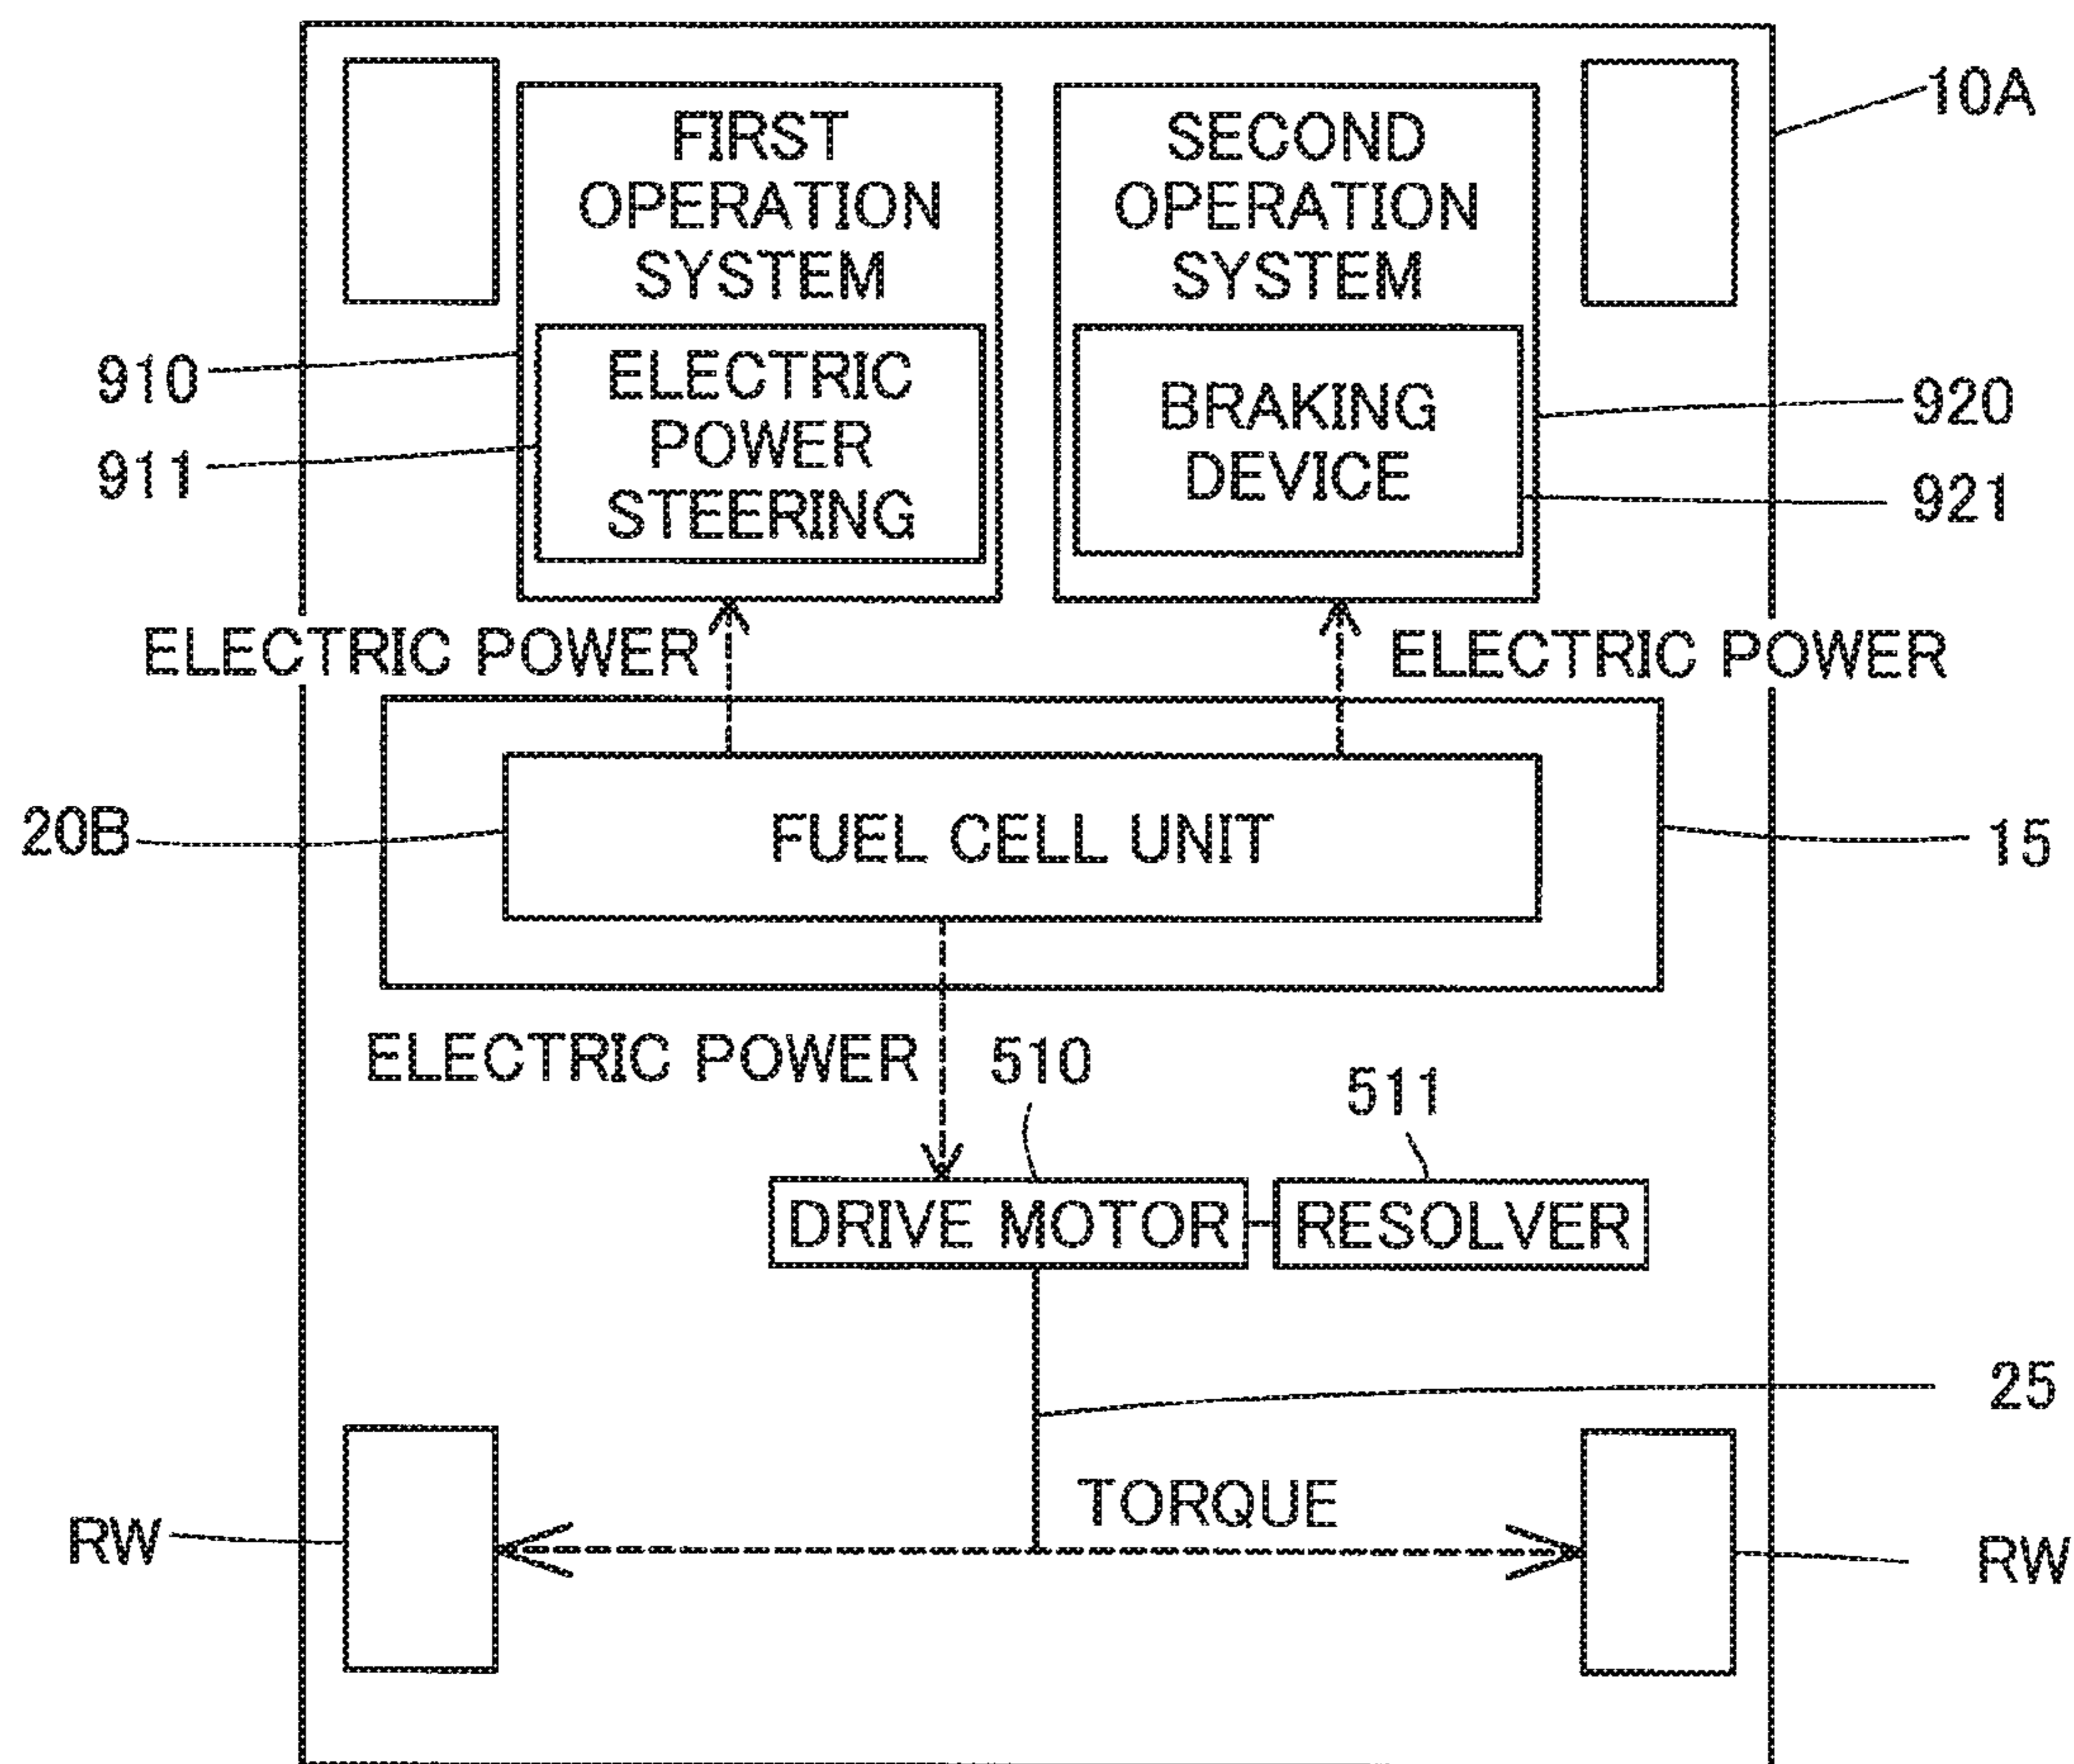 10A
FIRST
OPERATION
SYSTEM
SECOND
OPERATION
SYSTEM
910
911
ELECTRIC
POWER
STEERING
BRAKING
DEVICE
920
921
ELECTRIC POWER
ELECTRIC POWER
20B
FUEL CELL UNIT
15
ELECTRIC POWER
510
511
DRIVE MOTOR
RESOLVER
25
TORQUE
RW
RW